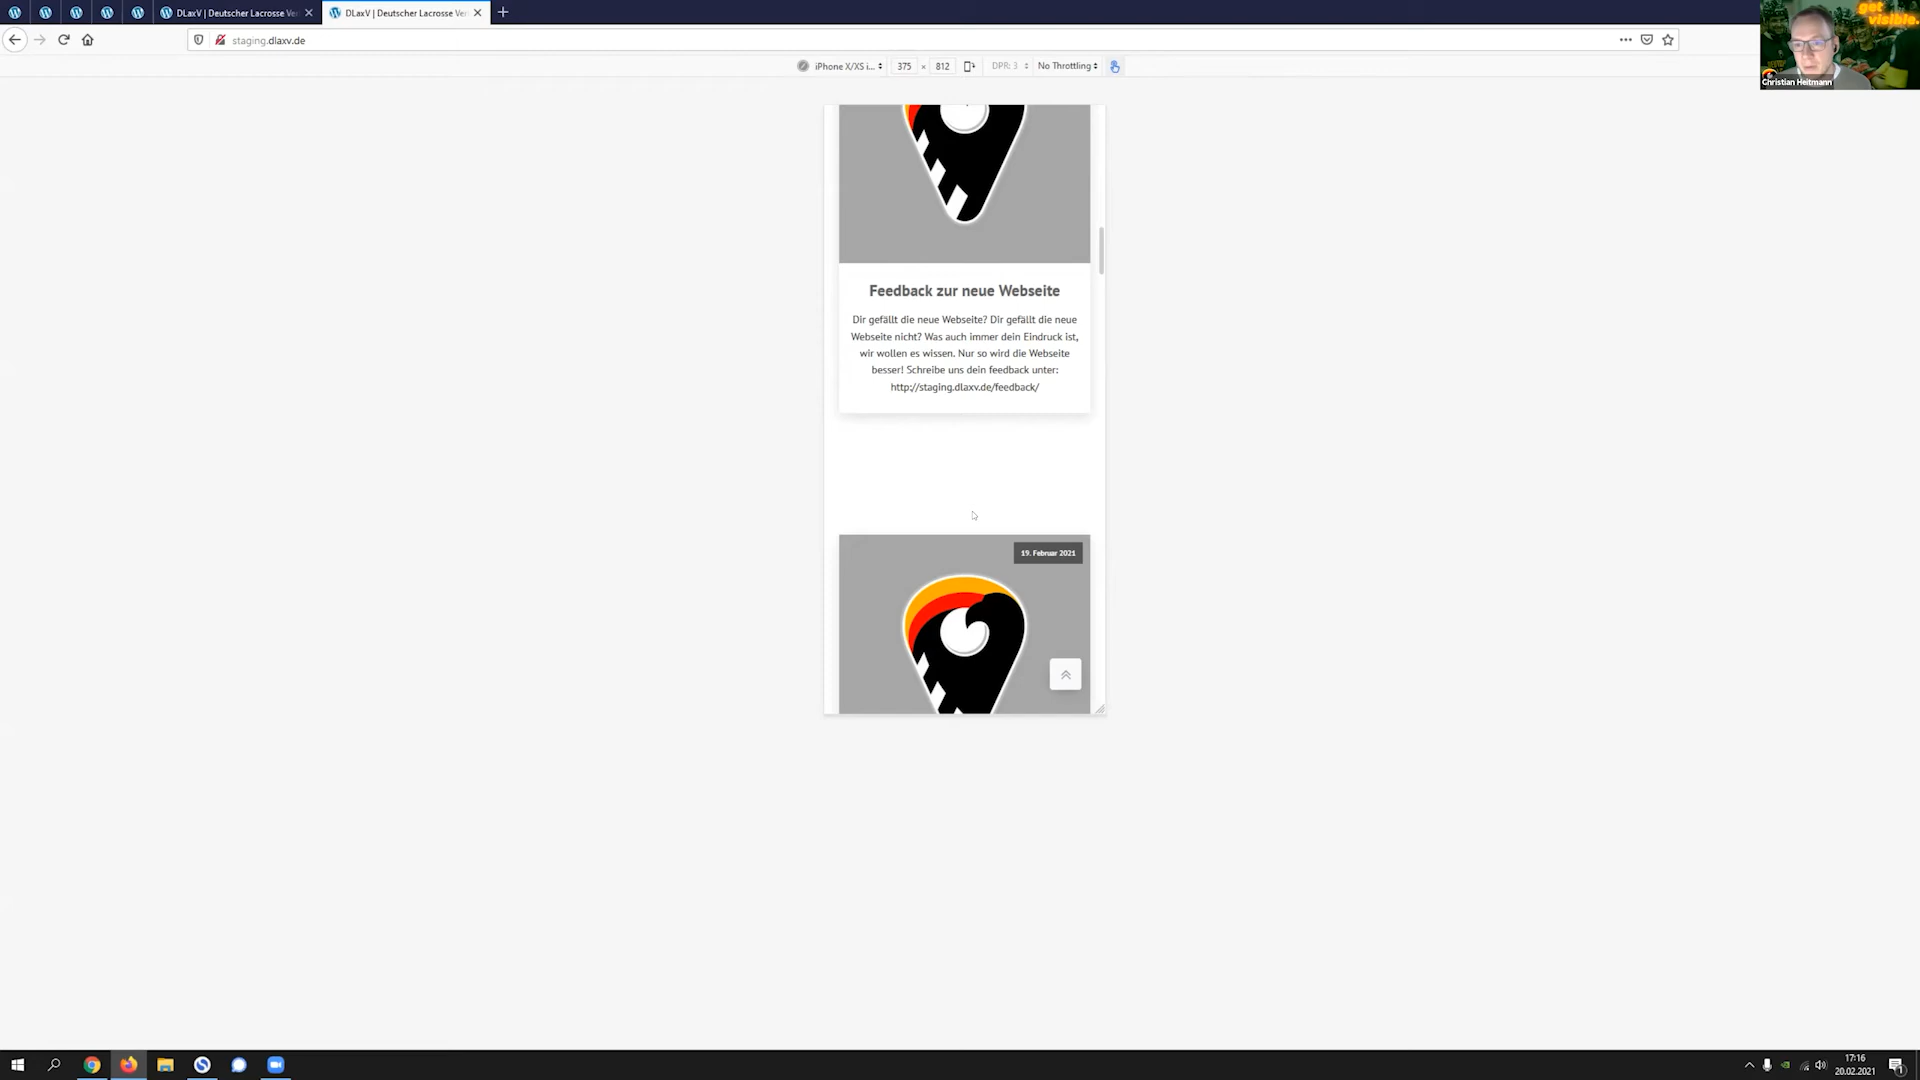 DLaxV | Deutscher Lacrosse Ve
DLaxV | Deutscher Lacrosse Ve
staging.dlaxv.de
iPhone X/XS i... 375 × 812 DPR: 3 No Throttling
get
visible.
Christian Heitmann
Feedback zur neue Webseite
Dir gefällt die neue Webseite? Dir gefällt die neue
Webseite nicht? Was auch immer dein Eindruck ist,
wir wollen es wissen. Nur so wird die Webseite
besser! Schreibe uns dein feedback unter:
http://staging.dlaxv.de/feedback/
19. Februar 2021
17:16
20.02.2021